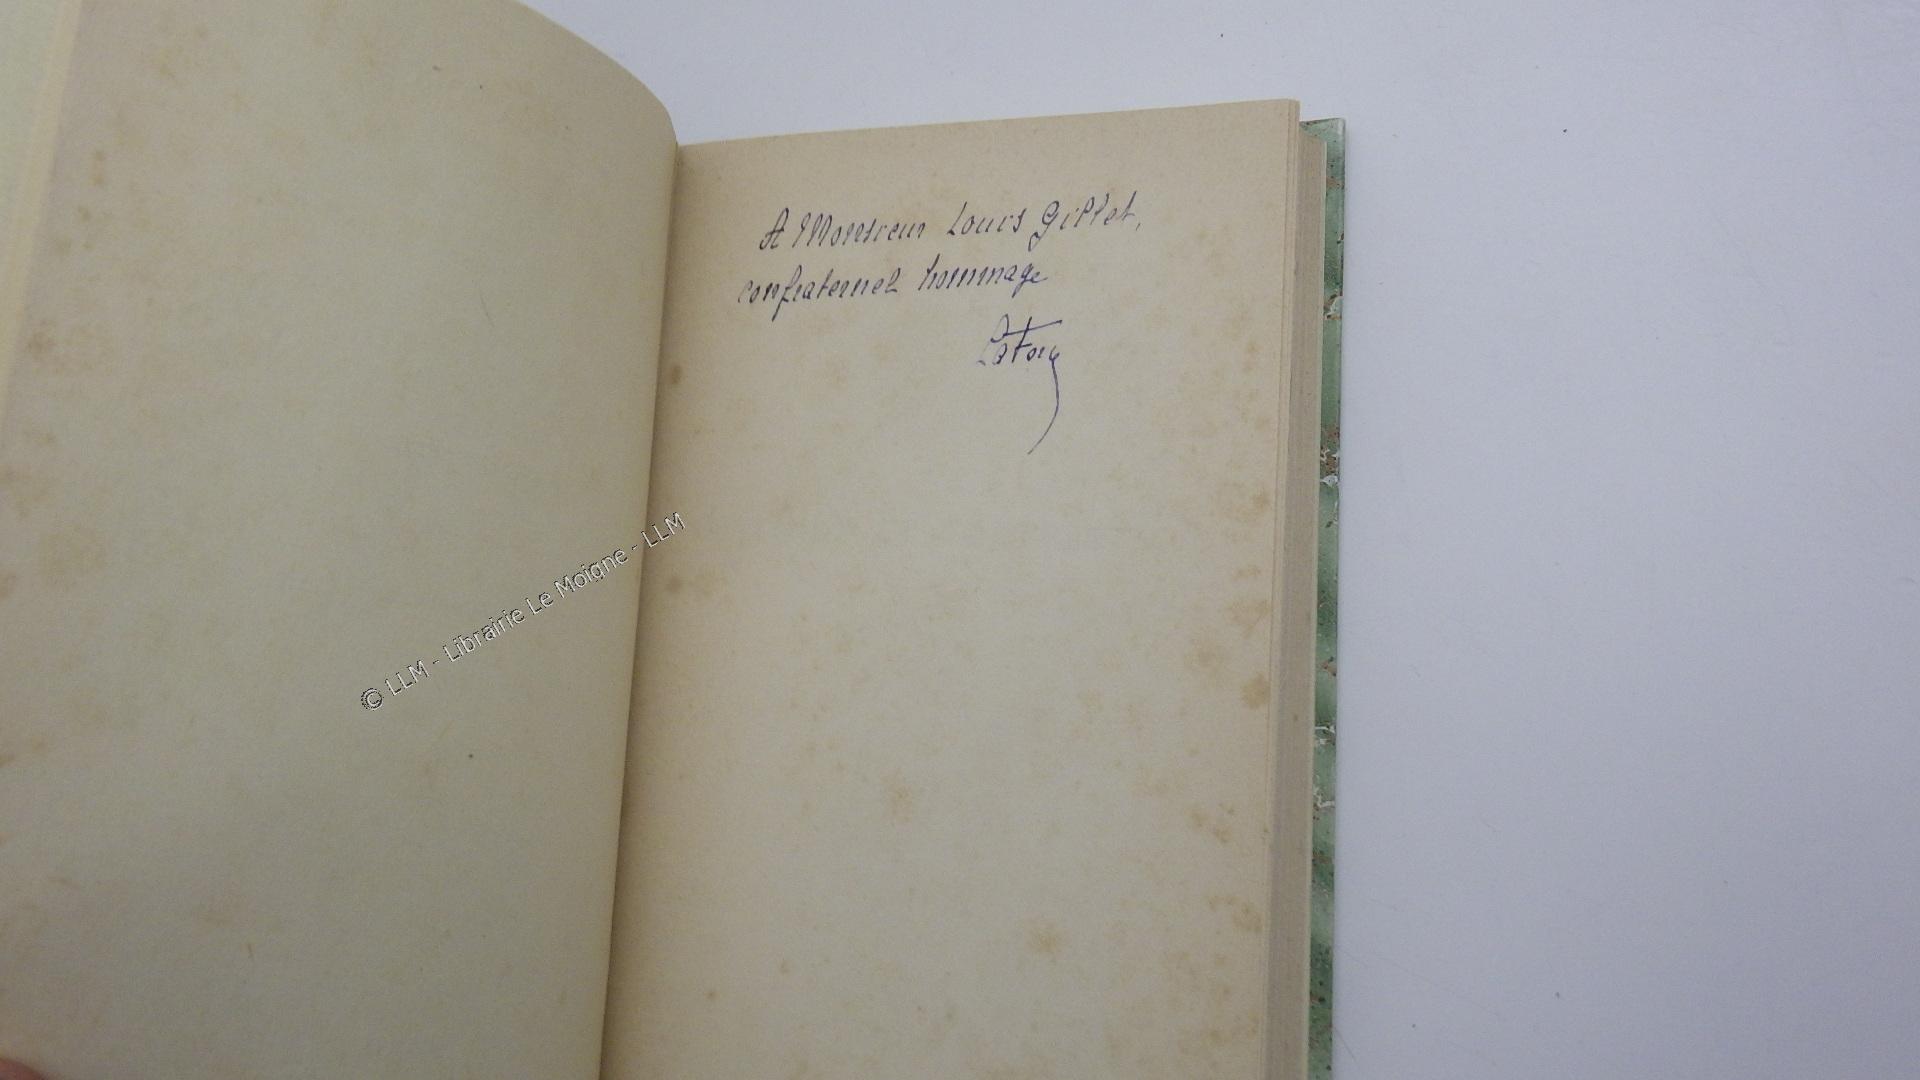 A Monsieur Louis Gillet,
confraternel hommage
© LLM - Librairie Le Moigne - LLM